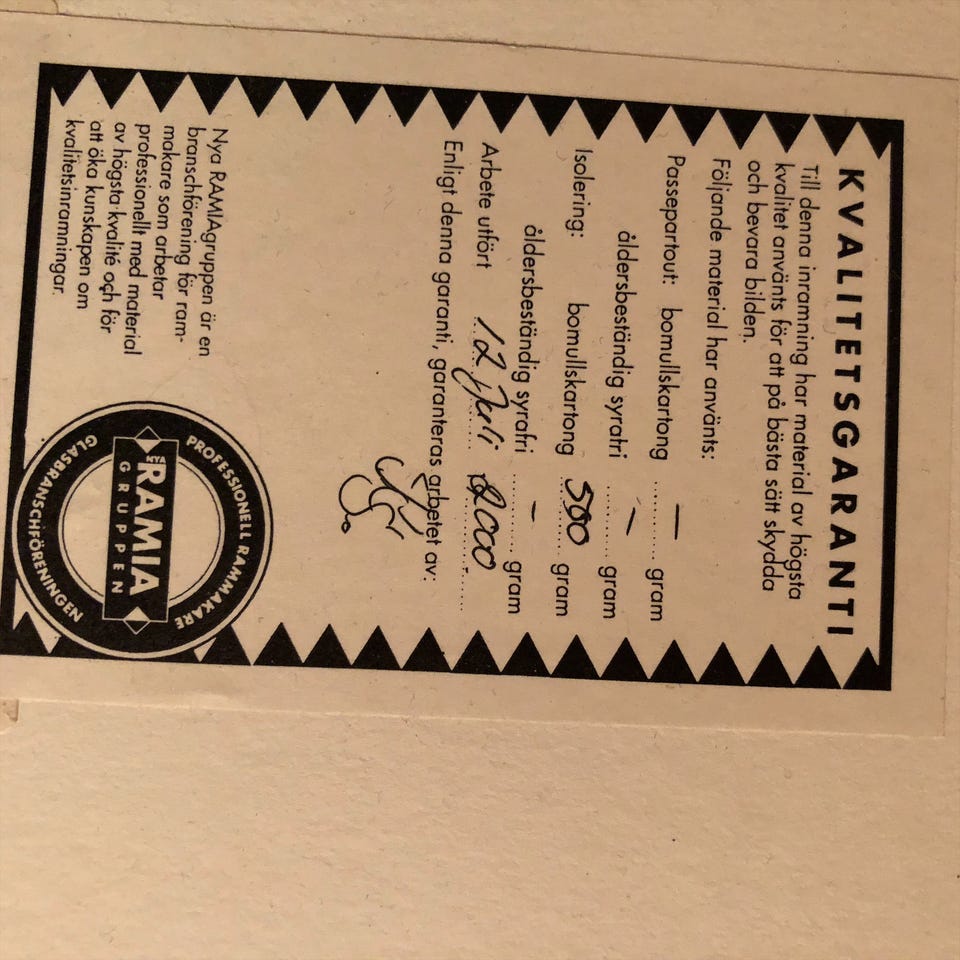 KVALITETSGARANTI
Till denna inramning har material av högsta
kvalitet använts för att på bästa sätt skydda
och bevara bilden.
Följande material har använts:
Passepartout: bomullskartong ......—...... gram
åldersbeständig syrafri ......–...... gram
Isolering: bomullskartong ...500... gram
åldersbeständig syrafri ......–...... gram
Arbete utfört ...12 Juli 2000...
Enligt denna garanti, garanteras arbetet av:
Nya RAMIAgruppen är en
branschförening för ram-
makare som arbetar
professionellt med material
av högsta kvalité och för
att öka kunskapen om
kvalitetsinramningar.
PROFESSIONELL RAMMAKARE
NYA
RAMIA
GRUPPEN
GLASBRANSCHFÖRENINGEN